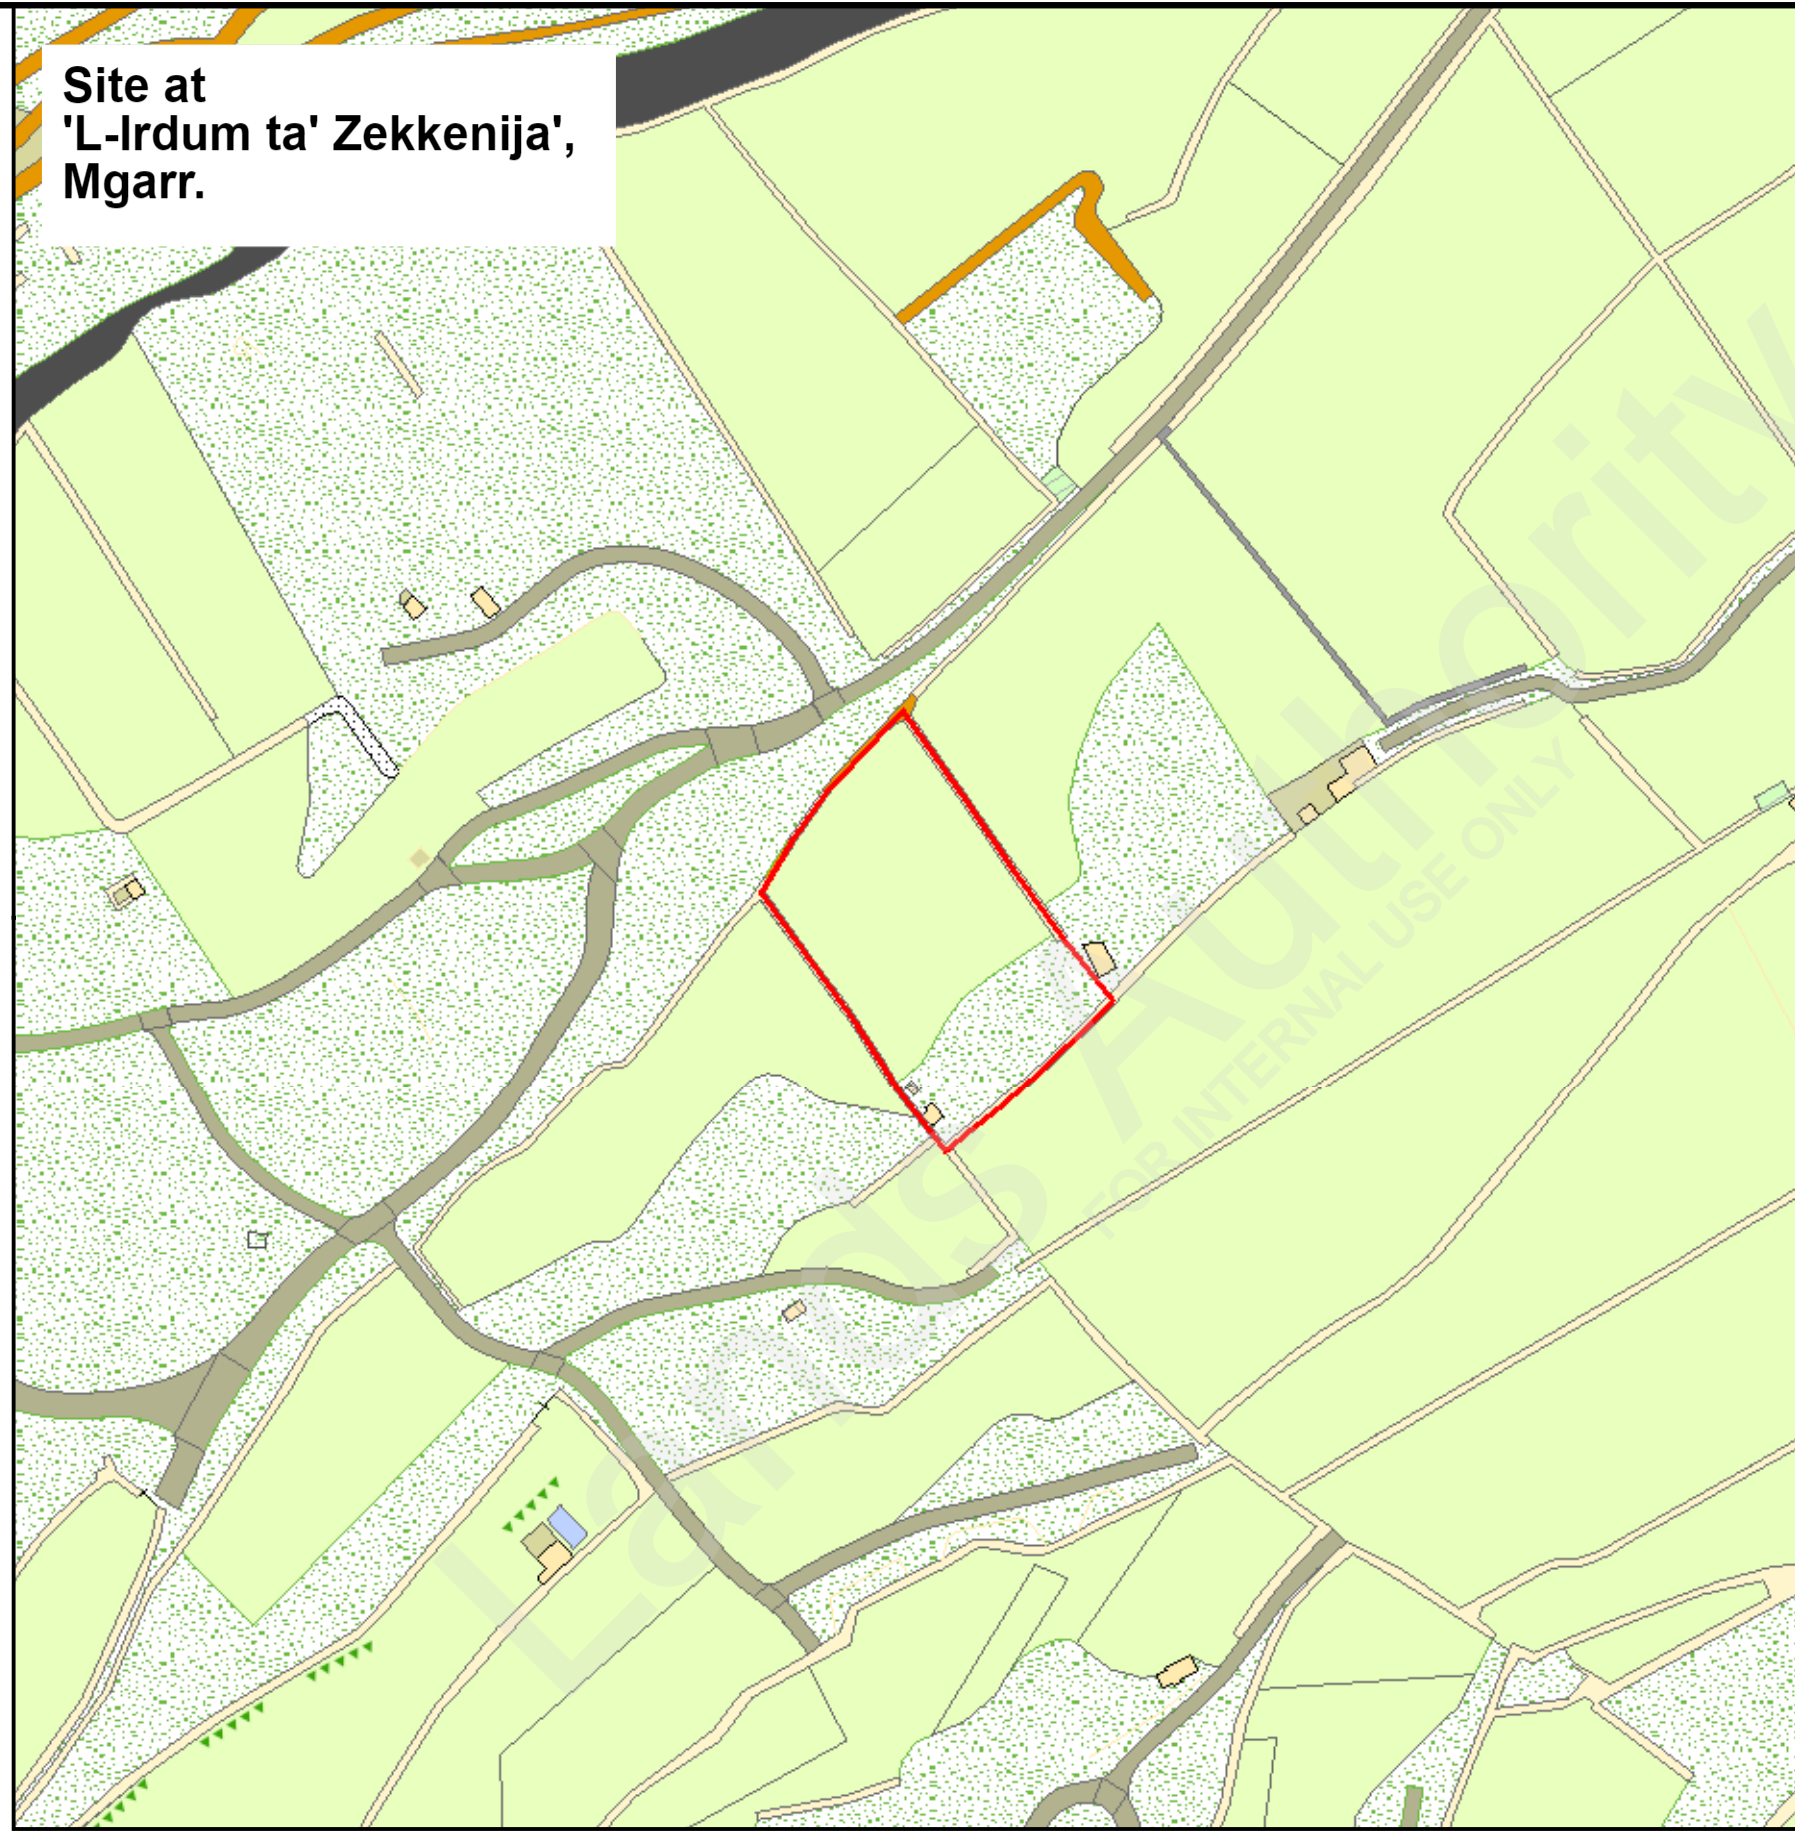 Site at
'L-Irdum ta' Zekkenija',
Mgarr.
Lands Authority
FOR INTERNAL USE ONLY